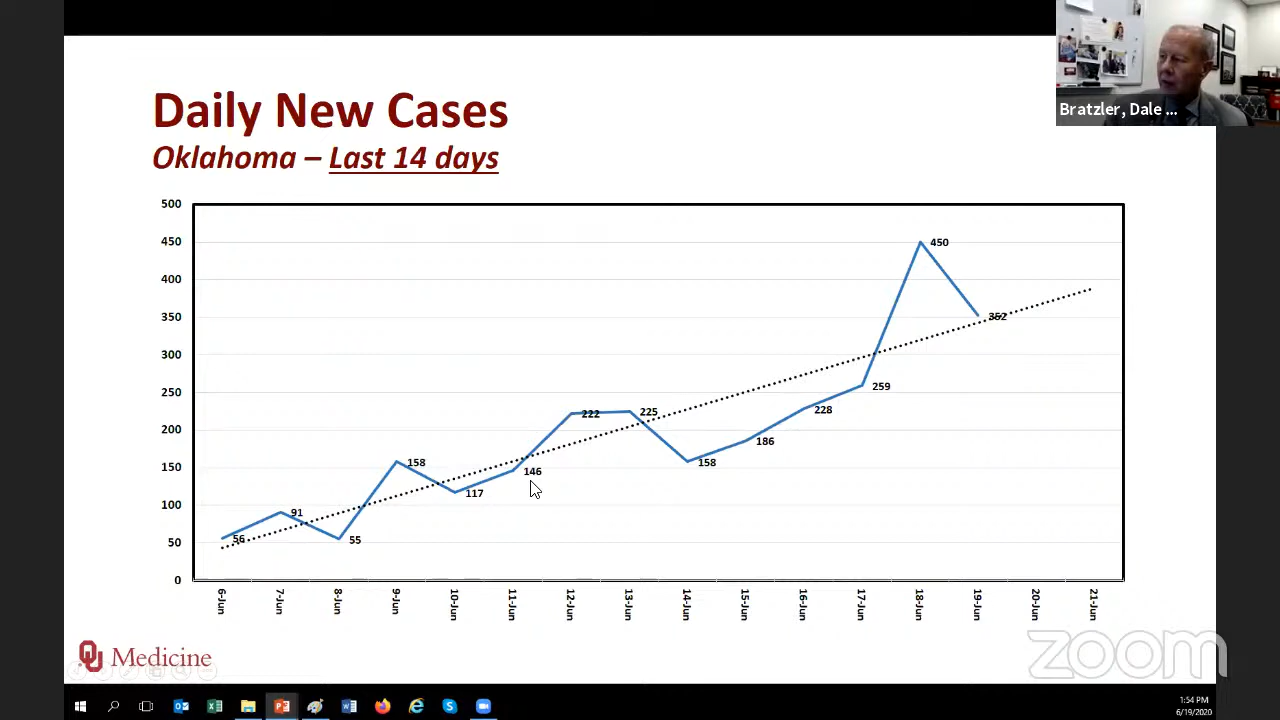 Daily New Cases
Oklahoma – Last 14 days
Bratzler, Dale ...
500
450
400
350
300
250
200
150
100
50
0
56
91
55
158
117
146
222
225
158
186
228
259
450
352
6-Jun
7-Jun
8-Jun
9-Jun
10-Jun
11-Jun
12-Jun
13-Jun
14-Jun
15-Jun
16-Jun
17-Jun
18-Jun
19-Jun
20-Jun
21-Jun
OU Medicine
zoom
1:54 PM
6/19/2020